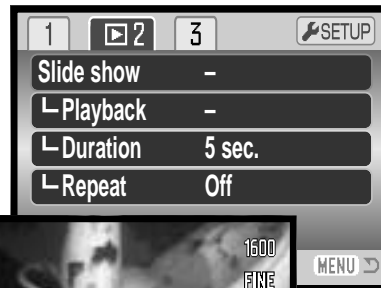 1 2 3 SETUP
Slide show –
Playback –
Duration 5 sec.
Repeat Off
1600
FINE
MENU